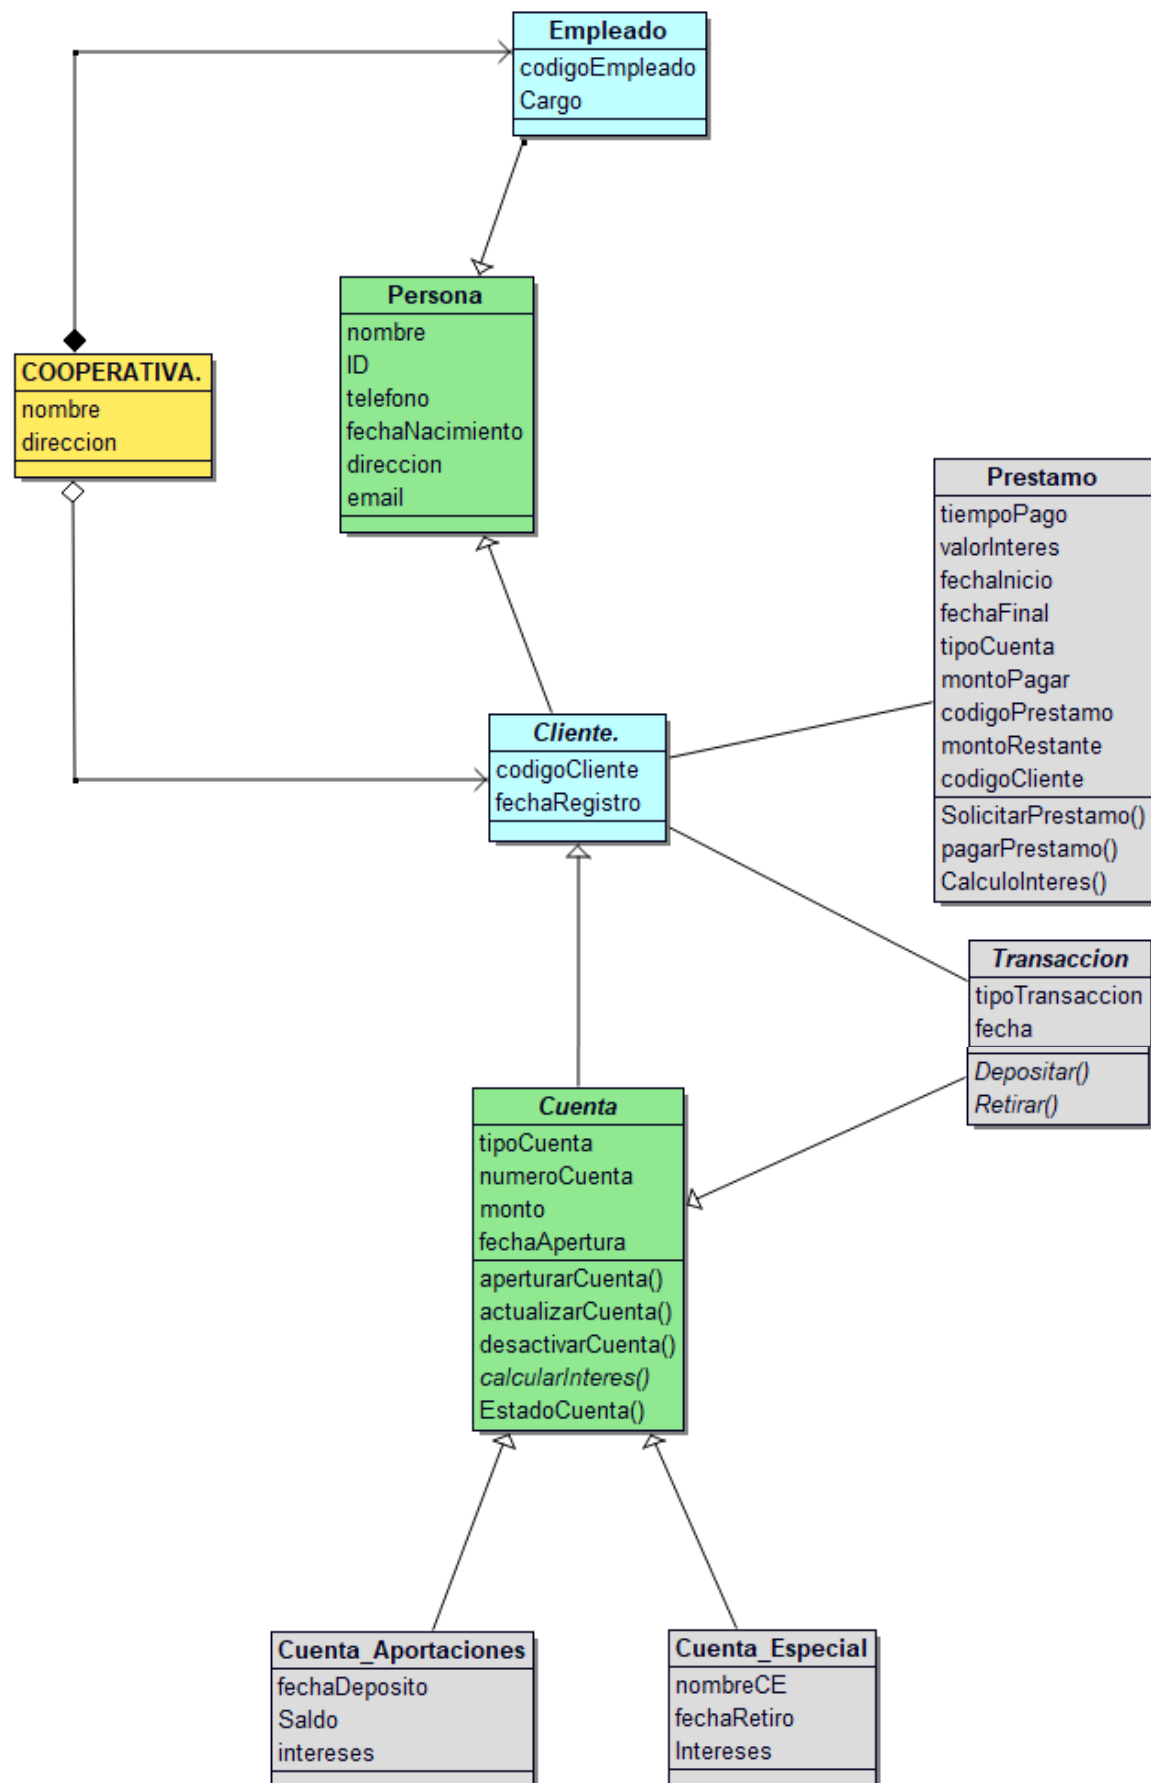 Empleado
codigoEmpleado
Cargo
Persona
nombre
ID
telefono
fechaNacimiento
direccion
email
COOPERATIVA.
nombre
direccion
Prestamo
tiempoPago
valorInteres
fechaInicio
fechaFinal
tipoCuenta
montoPagar
codigoPrestamo
montoRestante
codigoCliente
SolicitarPrestamo()
pagarPrestamo()
CalculoInteres()
Cliente.
codigoCliente
fechaRegistro
Transaccion
tipoTransaccion
fecha
Depositar()
Retirar()
Cuenta
tipoCuenta
numeroCuenta
monto
fechaApertura
aperturarCuenta()
actualizarCuenta()
desactivarCuenta()
calcularInteres()
EstadoCuenta()
Cuenta_Aportaciones
fechaDeposito
Saldo
intereses
Cuenta_Especial
nombreCE
fechaRetiro
Intereses